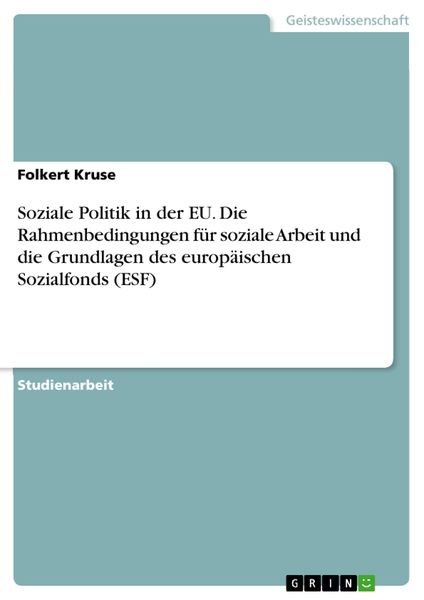 Geisteswissenschaft
Folkert Kruse
Soziale Politik in der EU. Die
Rahmenbedingungen für soziale Arbeit und
die Grundlagen des europäischen
Sozialfonds (ESF)
Studienarbeit
GRIN